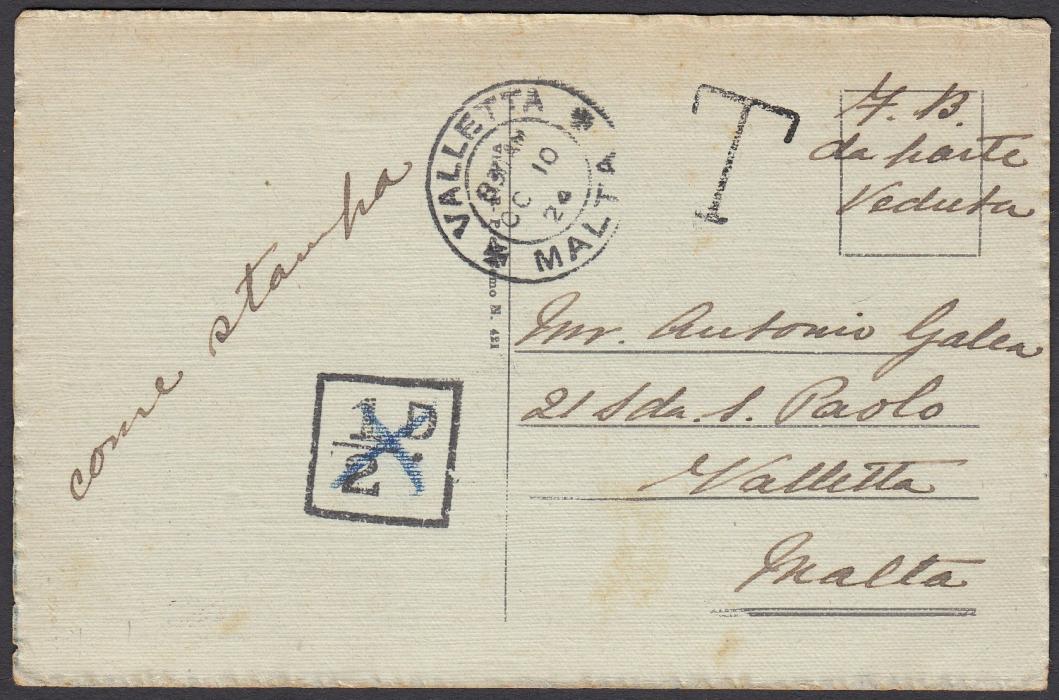 F. B.
da parte
Veduta
VALLETTA
MALTA
OC 10
24
T
come stampa
N. 421
1/2 D.
Mr. Antonio Galea
21 Sda. S. Paolo
Valletta
Malta